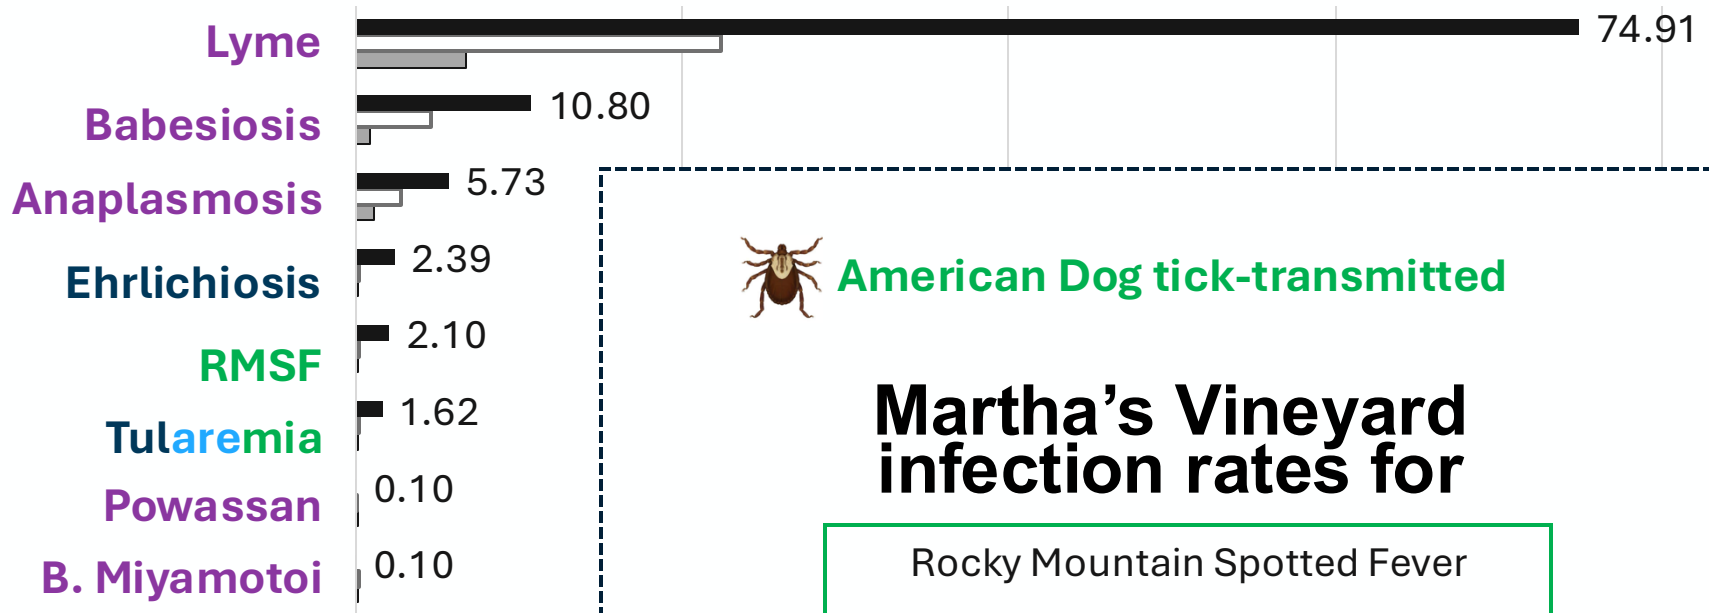 Lyme 74.91
Babesiosis 10.80
Anaplasmosis 5.73
Ehrlichiosis 2.39
RMSF 2.10
Tularemia 1.62
Powassan 0.10
B. Miyamotoi 0.10
American Dog tick-transmitted
Martha’s Vineyard
infection rates for
Rocky Mountain Spotted Fever